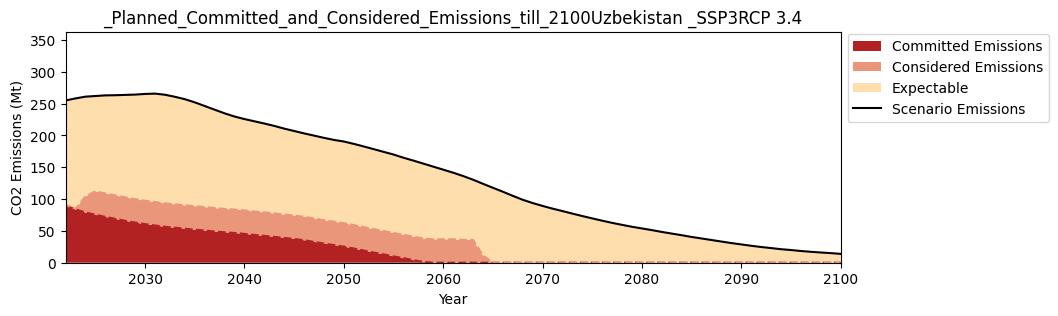 _Planned_Committed_and_Considered_Emissions_till_2100Uzbekistan _SSP3RCP 3.4
350
300
250
200
150
100
50
0
CO2 Emissions (Mt)
2030 2040 2050 2060 2070 2080 2090 2100
Year
Committed Emissions
Considered Emissions
Expectable
Scenario Emissions